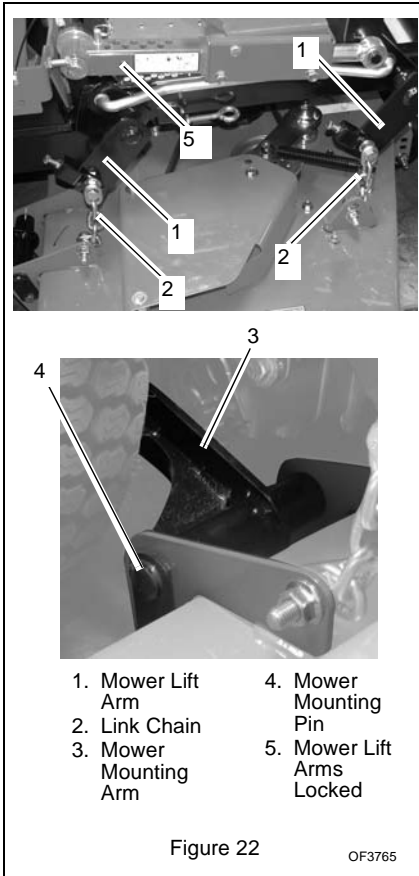 1
5
1
2
2
3
4
1. Mower Lift
Arm
2. Link Chain
3. Mower
Mounting
Arm
4. Mower
Mounting
Pin
5. Mower Lift
Arms
Locked
Figure 22
OF3765